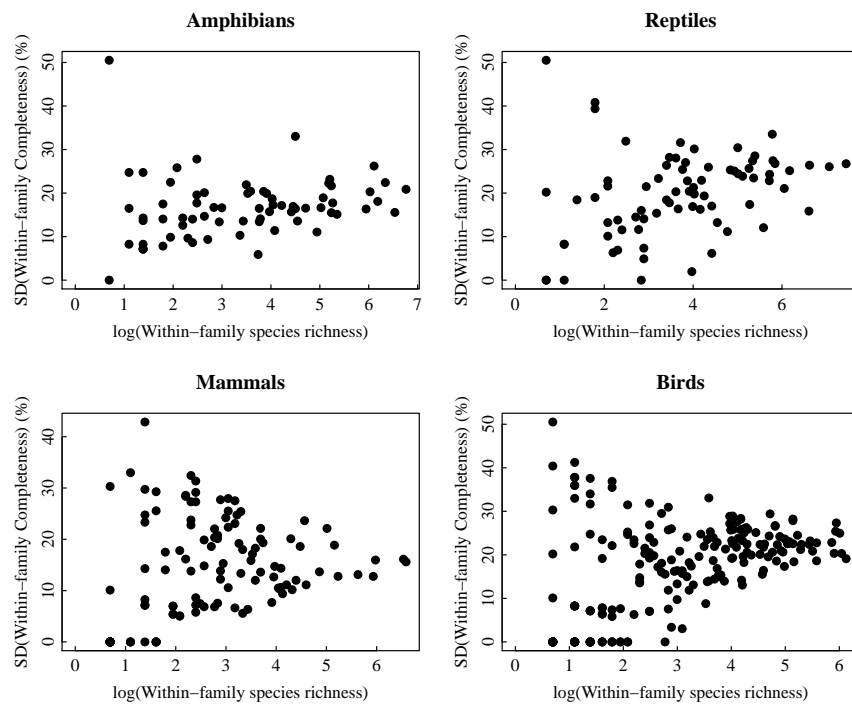 Amphibians
SD(Within−family Completeness) (%)
50
40
30
20
10
0
0 1 2 3 4 5 6 7
log(Within−family species richness)
Reptiles
SD(Within−family Completeness) (%)
50
40
30
20
10
0
0 2 4 6
log(Within−family species richness)
Mammals
SD(Within−family Completeness) (%)
40
30
20
10
0
0 1 2 3 4 5 6
log(Within−family species richness)
Birds
SD(Within−family Completeness) (%)
50
40
30
20
10
0
0 1 2 3 4 5 6
log(Within−family species richness)